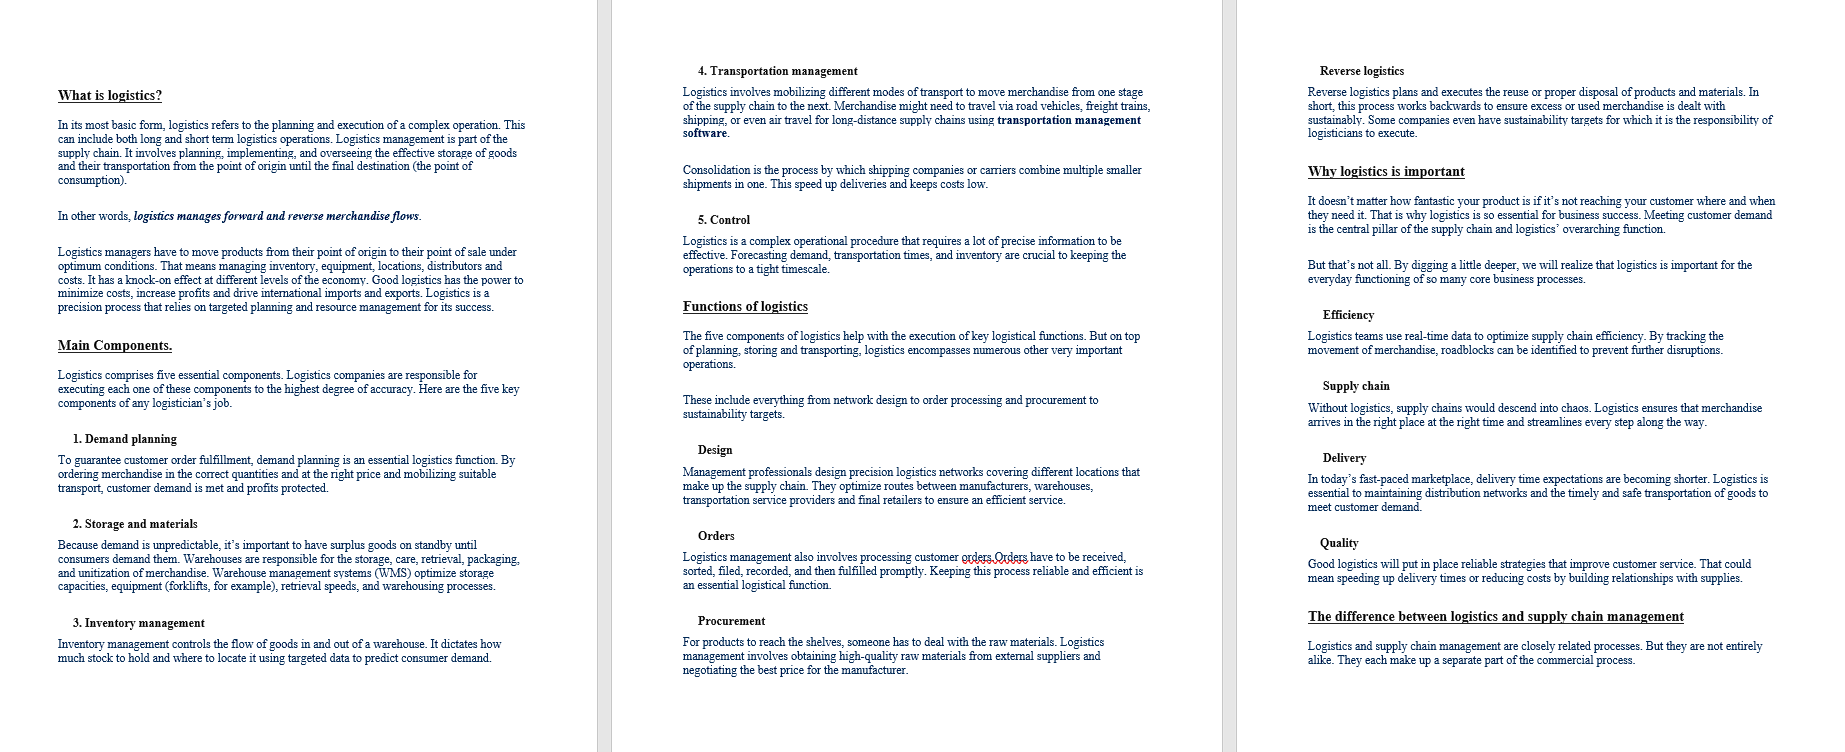 What is logistics?
In its most basic form, logistics refers to the planning and execution of a complex operation. This
can include both long and short term logistics operations. Logistics management is part of the
supply chain. It involves planning, implementing, and overseeing the effective storage of goods
and their transportation from the point of origin until the final destination (the point of
consumption).
In other words, logistics manages forward and reverse merchandise flows.
Logistics managers have to move products from their point of origin to their point of sale under
optimum conditions. That means managing inventory, equipment, locations, distributors and
costs. It has a knock-on effect at different levels of the economy. Good logistics has the power to
minimize costs, increase profits and drive international imports and exports. Logistics is a
precision process that relies on targeted planning and resource management for its success.
Main Components.
Logistics comprises five essential components. Logistics companies are responsible for
executing each one of these components to the highest degree of accuracy. Here are the five key
components of any logistician's job.
1. Demand planning
To guarantee customer order fulfillment, demand planning is an essential logistics function. By
ordering merchandise in the correct quantities and at the right price and mobilizing suitable
transport, customer demand is met and profits protected.
2. Storage and materials
Because demand is unpredictable, it's important to have surplus goods on standby until
consumers demand them. Warehouses are responsible for the storage, care, retrieval, packaging,
and unitization of merchandise. Warehouse management systems (WMS) optimize storage
capacities, equipment (forklifts, for example), retrieval speeds, and warehousing processes.
3. Inventory management
Inventory management controls the flow of goods in and out of a warehouse. It dictates how
much stock to hold and where to locate it using targeted data to predict consumer demand.
4. Transportation management
Logistics involves mobilizing different modes of transport to move merchandise from one stage
of the supply chain to the next. Merchandise might need to travel via road vehicles, freight trains,
shipping, or even air travel for long-distance supply chains using transportation management
software.
Consolidation is the process by which shipping companies or carriers combine multiple smaller
shipments in one. This speed up deliveries and keeps costs low.
5. Control
Logistics is a complex operational procedure that requires a lot of precise information to be
effective. Forecasting demand, transportation times, and inventory are crucial to keeping the
operations to a tight timescale.
Functions of logistics
The five components of logistics help with the execution of key logistical functions. But on top
of planning, storing and transporting, logistics encompasses numerous other very important
operations.
These include everything from network design to order processing and procurement to
sustainability targets.
Design
Management professionals design precision logistics networks covering different locations that
make up the supply chain. They optimize routes between manufacturers, warehouses,
transportation service providers and final retailers to ensure an efficient service.
Orders
Logistics management also involves processing customer orders.Orders have to be received,
sorted, filed, recorded, and then fulfilled promptly. Keeping this process reliable and efficient is
an essential logistical function.
Procurement
For products to reach the shelves, someone has to deal with the raw materials. Logistics
management involves obtaining high-quality raw materials from external suppliers and
negotiating the best price for the manufacturer.
Reverse logistics
Reverse logistics plans and executes the reuse or proper disposal of products and materials. In
short, this process works backwards to ensure excess or used merchandise is dealt with
sustainably. Some companies even have sustainability targets for which it is the responsibility of
logisticians to execute.
Why logistics is important
It doesn't matter how fantastic your product is if it's not reaching your customer where and when
they need it. That is why logistics is so essential for business success. Meeting customer demand
is the central pillar of the supply chain and logistics' overarching function.
But that's not all. By digging a little deeper, we will realize that logistics is important for the
everyday functioning of so many core business processes.
Efficiency
Logistics teams use real-time data to optimize supply chain efficiency. By tracking the
movement of merchandise, roadblocks can be identified to prevent further disruptions.
Supply chain
Without logistics, supply chains would descend into chaos. Logistics ensures that merchandise
arrives in the right place at the right time and streamlines every step along the way.
Delivery
In today's fast-paced marketplace, delivery time expectations are becoming shorter. Logistics is
essential to maintaining distribution networks and the timely and safe transportation of goods to
meet customer demand.
Quality
Good logistics will put in place reliable strategies that improve customer service. That could
mean speeding up delivery times or reducing costs by building relationships with supplies.
The difference between logistics and supply chain management
Logistics and supply chain management are closely related processes. But they are not entirely
alike. They each make up a separate part of the commercial process.